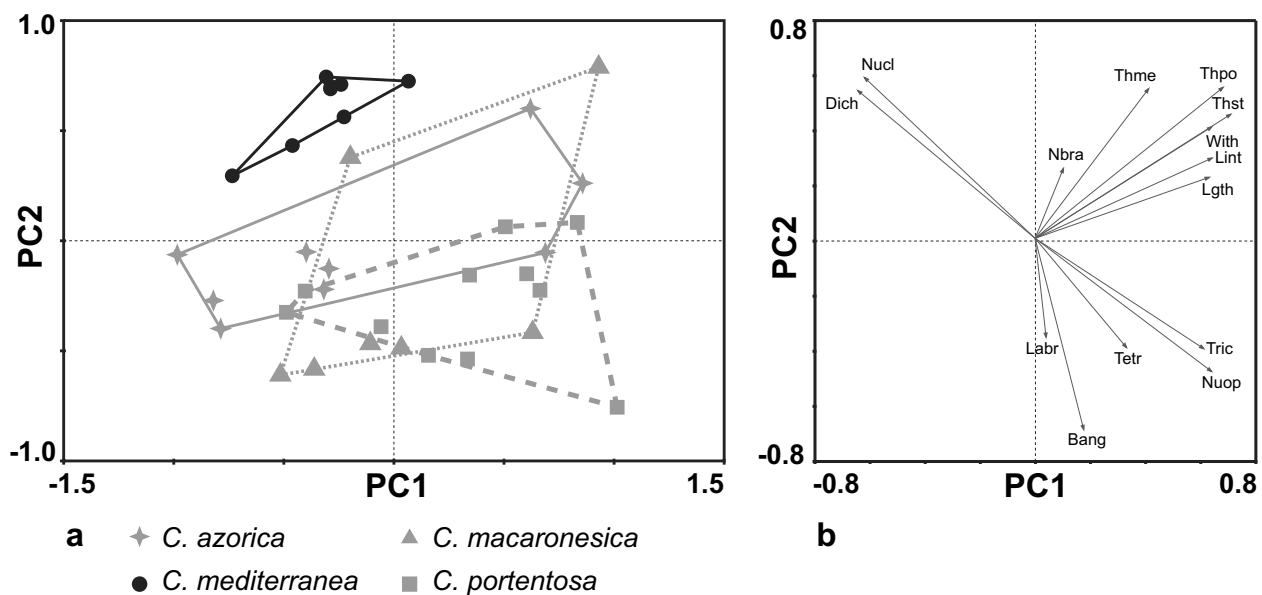 1.0
PC2
-1.0
-1.5
PC1
1.5
a
C. azorica
C. macaronesica
C. mediterranea
C. portentosa
0.8
Nucl
Dich
Thme
Thpo
Thst
With
Lint
Lgth
Nbra
PC2
Labr
Tetr
Tric
Nuop
Bang
-0.8
-0.8
PC1
0.8
b